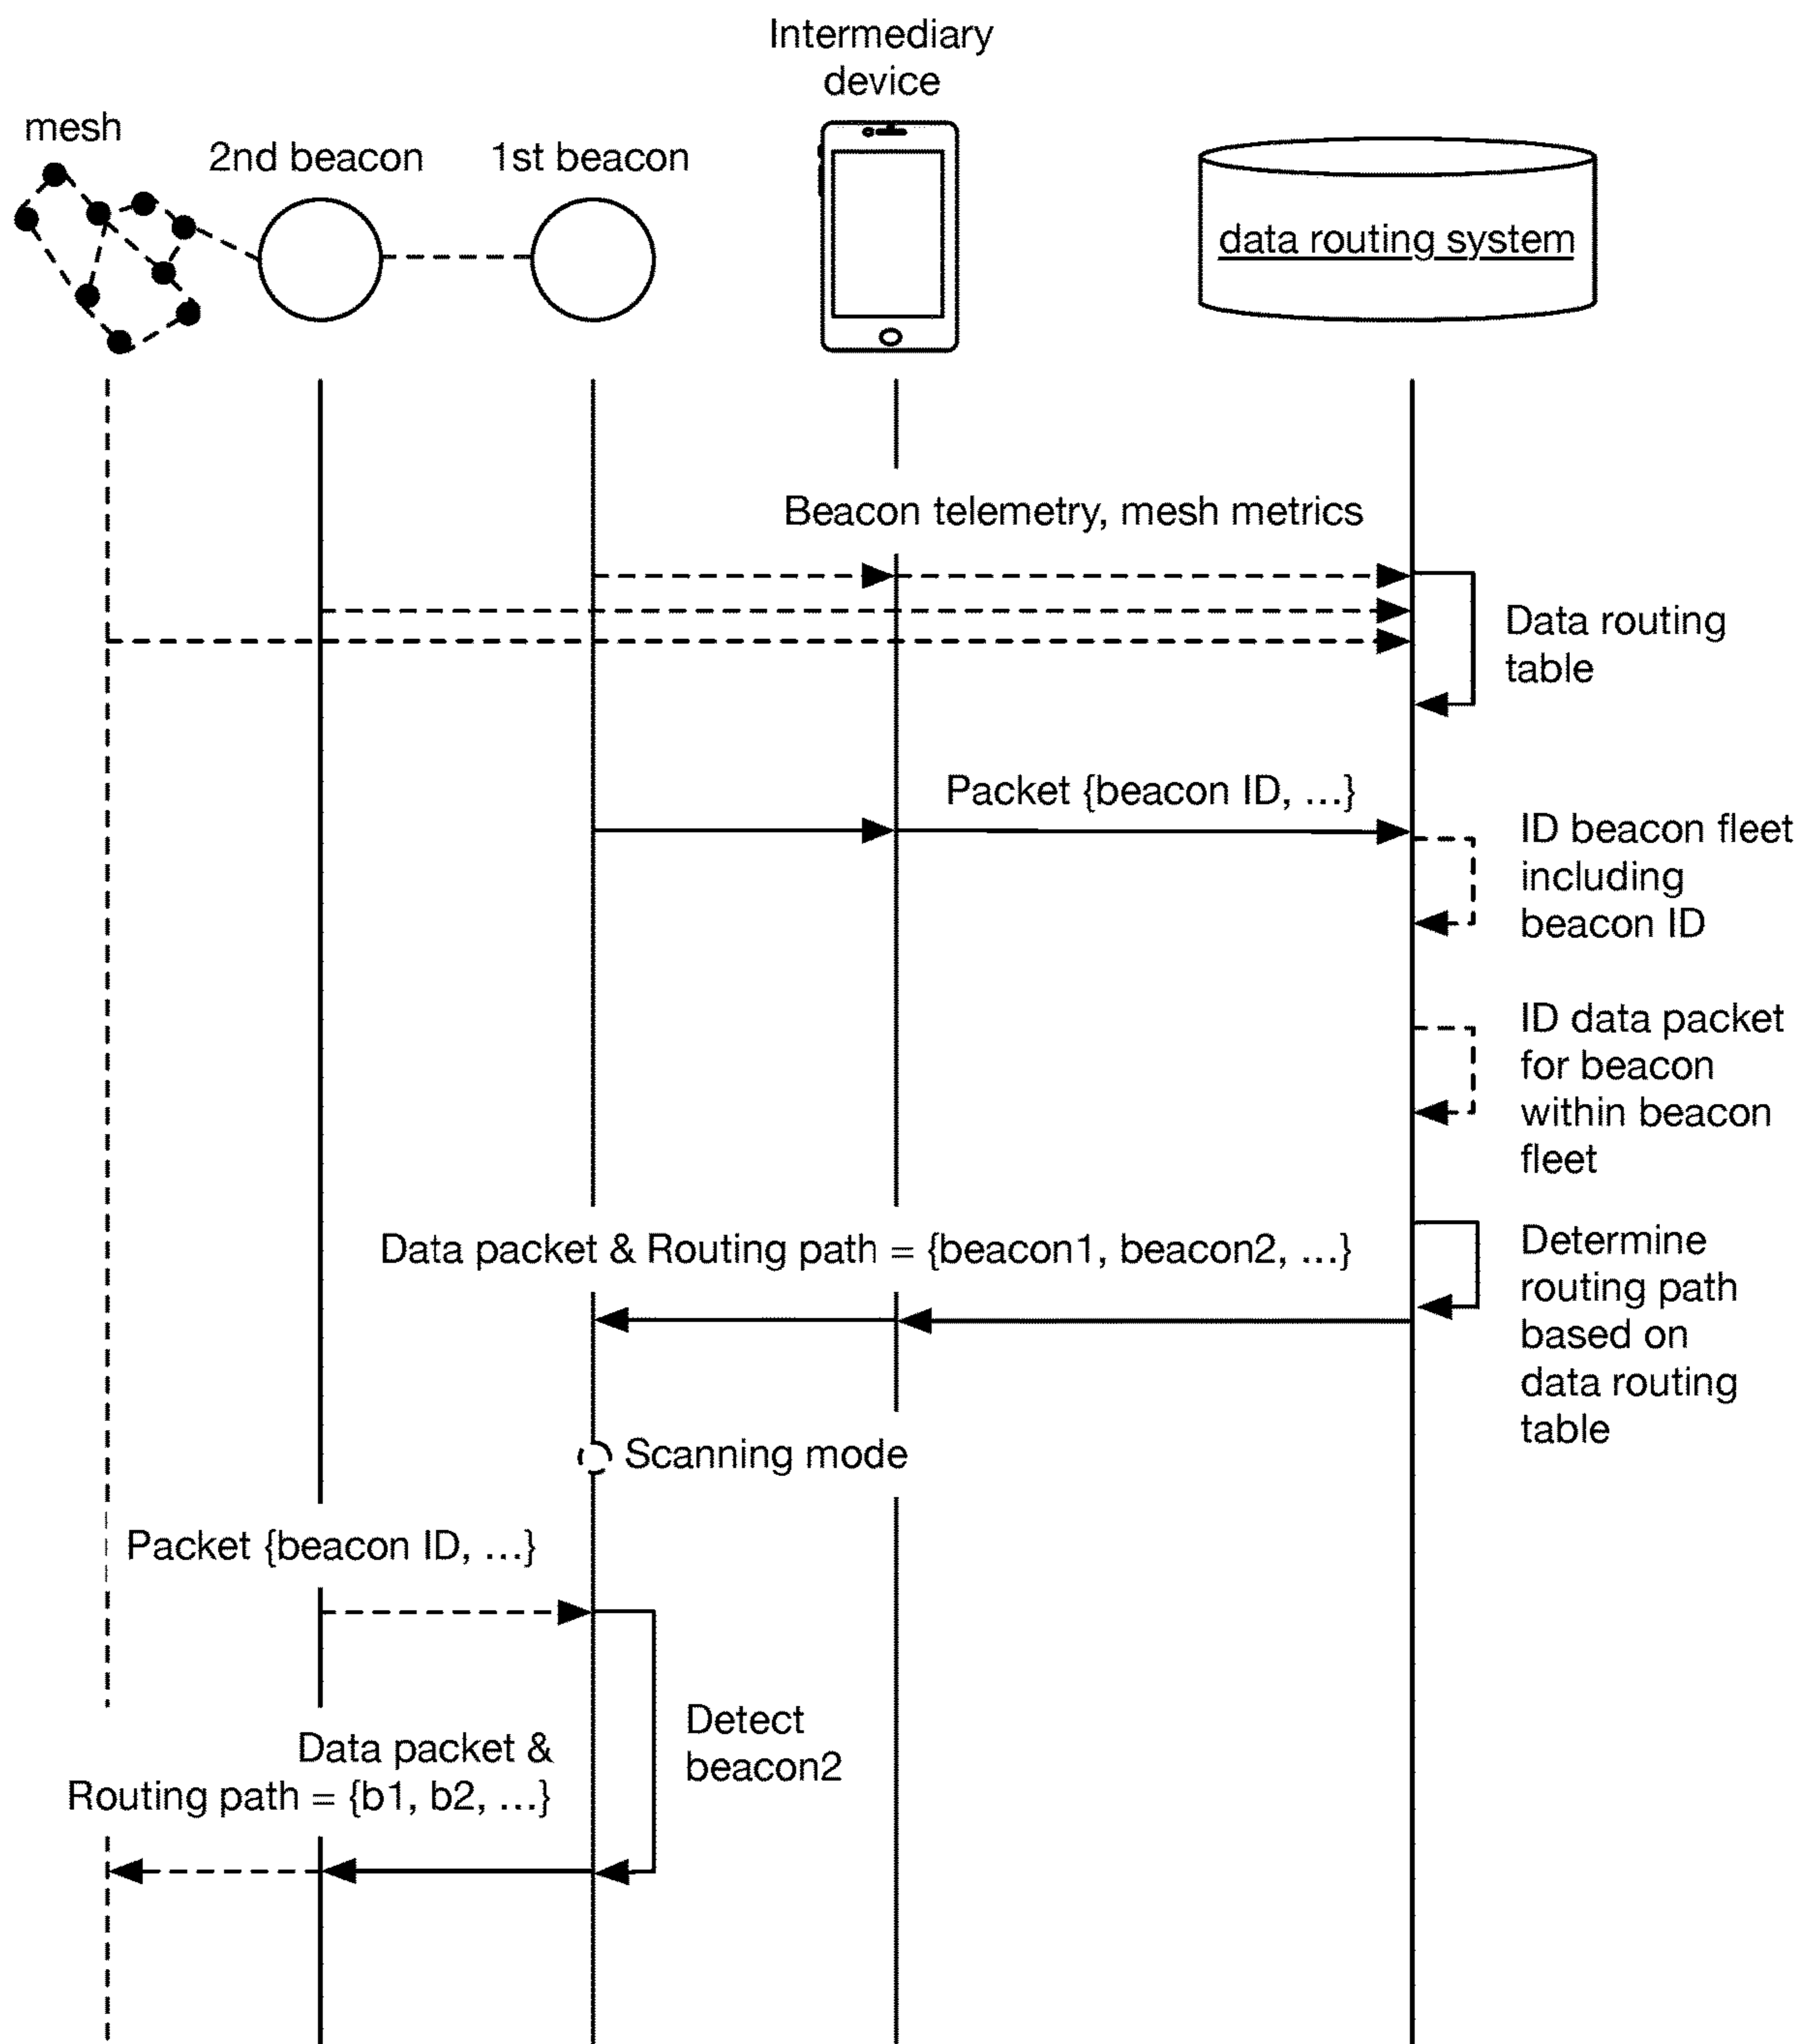 Intermediary
device
mesh
2nd beacon
1st beacon
data routing system
Beacon telemetry, mesh metrics
Data routing
table
Packet {beacon ID, ...}
ID beacon fleet
including
beacon ID
ID data packet
for beacon
within beacon
fleet
Data packet & Routing path = {beacon1, beacon2, ...}
Determine
routing path
based on
data routing
table
Scanning mode
Packet {beacon ID, ...}
Detect
beacon2
Data packet &
Routing path = {b1, b2, ...}